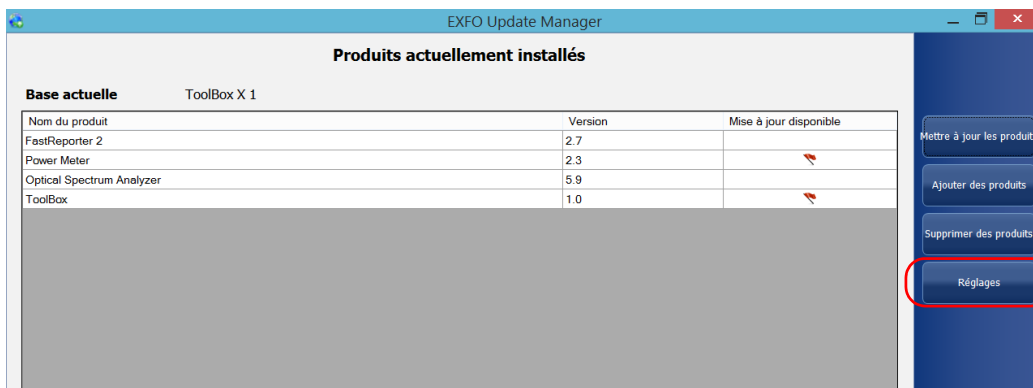 EXFO Update Manager
Produits actuellement installés
Base actuelle ToolBox X 1
Nom du produit Version Mise à jour disponible
FastReporter 2 2.7
Power Meter 2.3
Optical Spectrum Analyzer 5.9
ToolBox 1.0
Mettre à jour les produit
Ajouter des produits
Supprimer des produits
Réglages